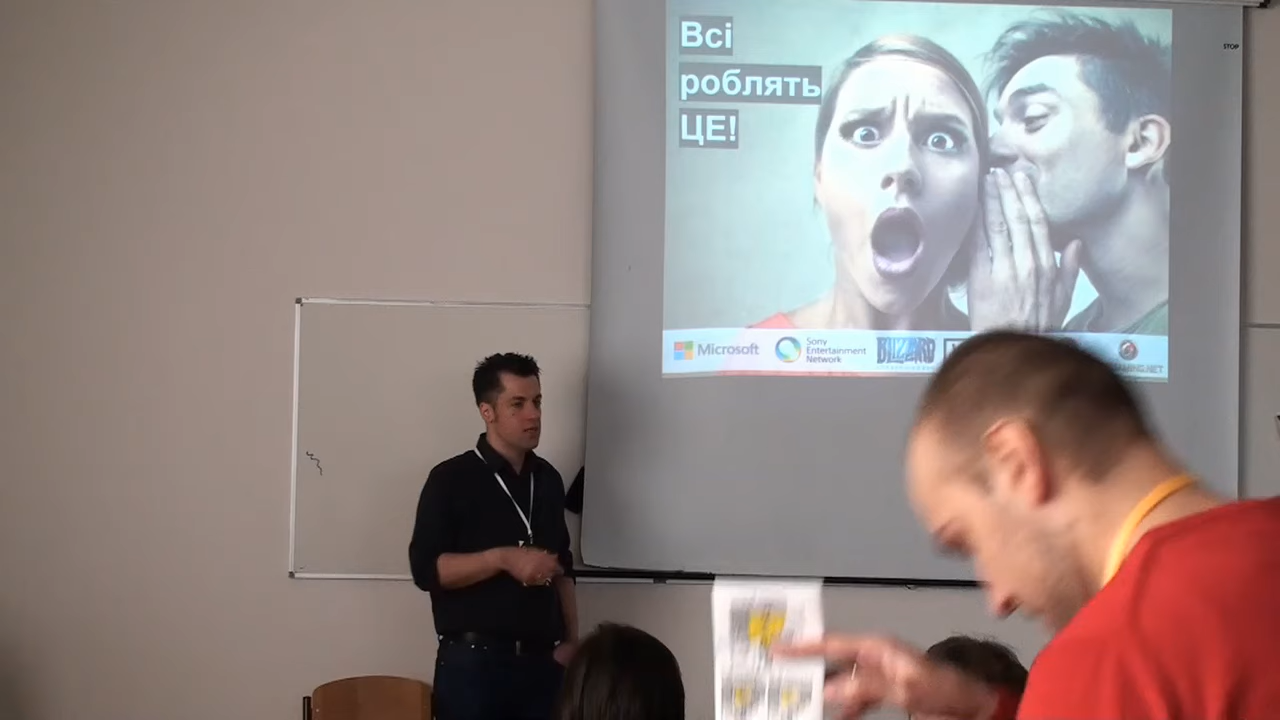 Всі
роблять
ЦЕ!
STOP
Microsoft
Sony
Entertainment
Network
BLIZZARD